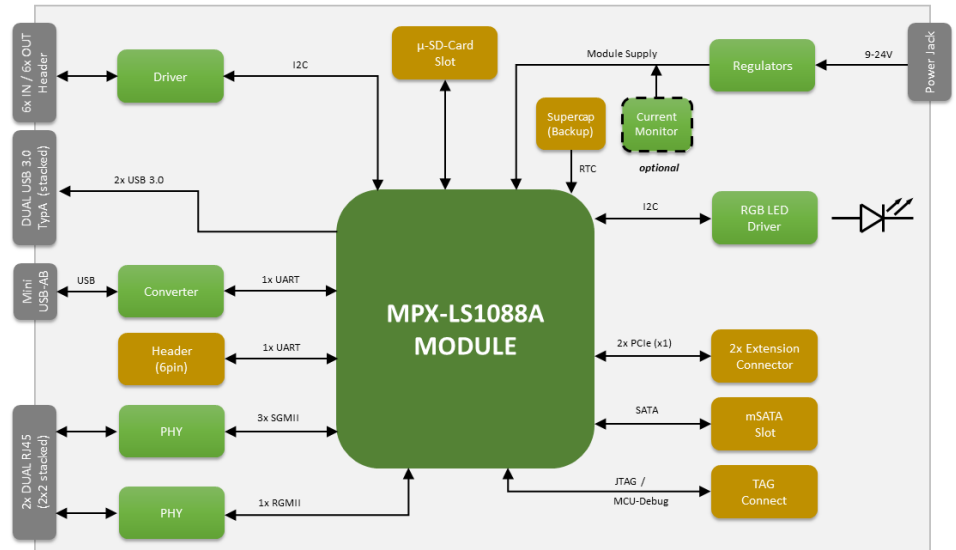 6x IN / 6x OUT
Header
Driver
I2C
µ-SD-Card
Slot
Module Supply
Regulators
9-24V
Power Jack
Supercap
(Backup)
Current
Monitor
optional
RTC
DUAL USB 3.0
TypA (stacked)
2x USB 3.0
I2C
RGB LED
Driver
Mini
USB-AB
USB
Converter
1x UART
MPX-LS1088A
MODULE
Header
(6pin)
1x UART
2x PCIe (x1)
2x Extension
Connector
2x DUAL RJ45
(2x2 stacked)
PHY
3x SGMII
SATA
mSATA
Slot
PHY
1x RGMII
JTAG /
MCU-Debug
TAG
Connect